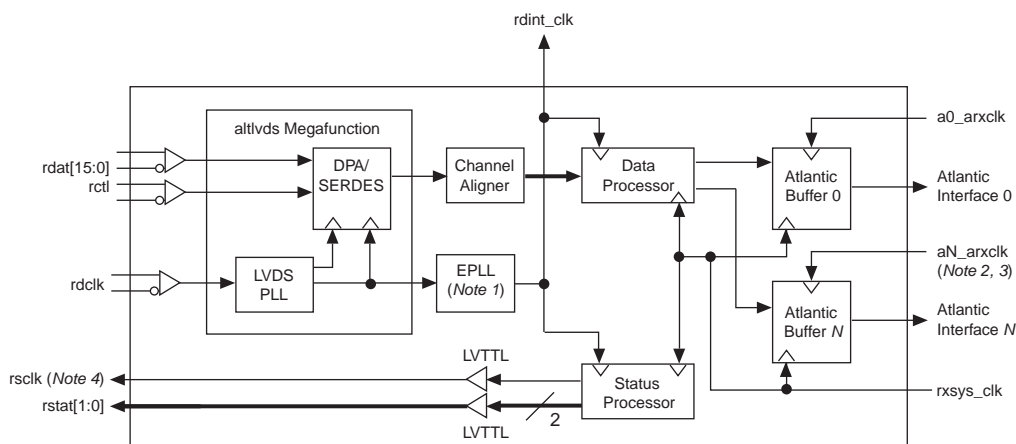 rdint_clk
altlvds Megafunction
a0_arxclk
rdat[15:0]
rctl
DPA/
SERDES
Channel
Aligner
Data
Processor
Atlantic
Buffer 0
Atlantic
Interface 0
rdclk
LVDS
PLL
EPLL
(Note 1)
aN_arxclk
(Note 2, 3)
Atlantic
Buffer N
Atlantic
Interface N
LVTTL
rsclk (Note 4)
rstat[1:0]
2
LVTTL
Status
Processor
rxsys_clk